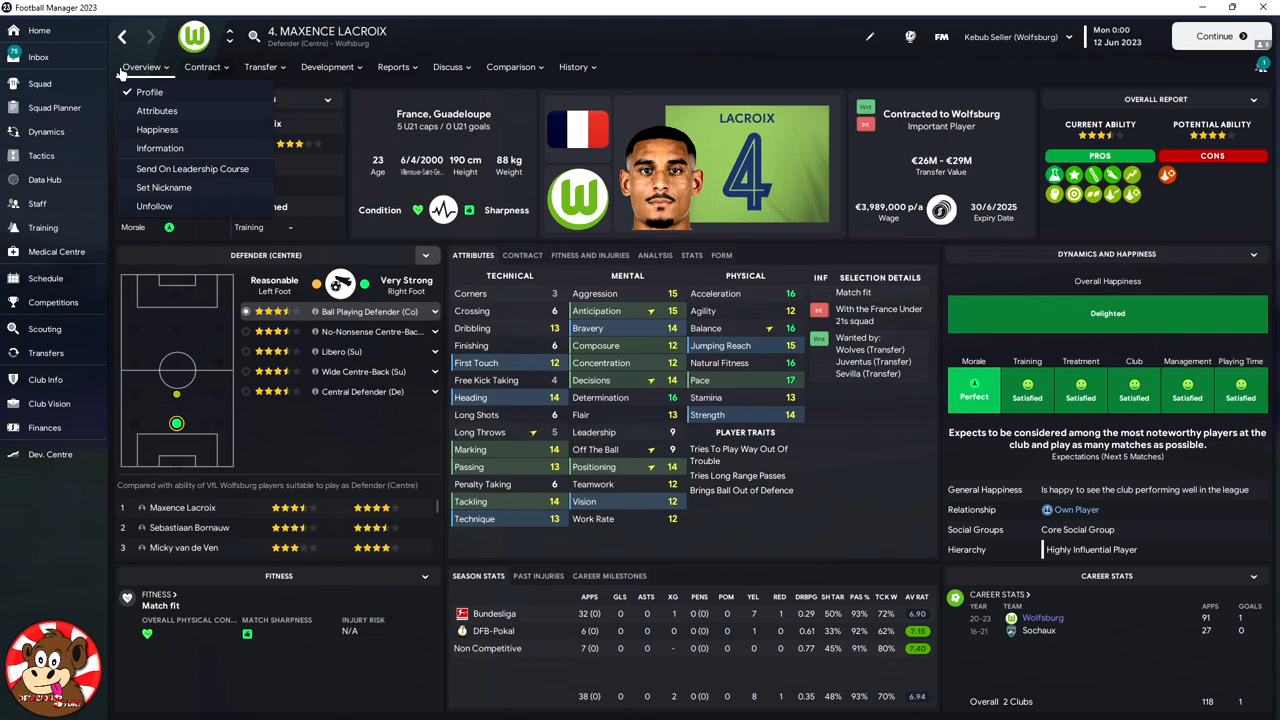 Football Manager 2023
Home
75
Inbox
Squad
Squad Planner
Dynamics
Tactics
Data Hub
Staff
Training
Medical Centre
Schedule
Competitions
Scouting
Transfers
Club Info
Club Vision
Finances
Dev. Centre
4. MAXENCE LACROIX
Defender (Centre) - Wolfsburg
FM
Kebub Seller (Wolfsburg)
Mon 0:00
12 Jun 2023
Continue
5
1
Overview
Contract
Transfer
Development
Reports
Discuss
Comparison
History
Profile
Attributes
Happiness
Information
Send On Leadership Course
Set Nickname
Unfollow
Morale
Training -
France, Guadeloupe
5 U21 caps / 0 U21 goals
23 6/4/2000 190 cm 88 kg
Age Villeneuve-Saint-Ge... Height Weight
Condition Sharpness
LACROIX
4
Wnt
Int
Contracted to Wolfsburg
Important Player
€26M - €29M
Transfer Value
€3,989,000 p/a
Wage
30/6/2025
Expiry Date
OVERALL REPORT
CURRENT ABILITY POTENTIAL ABILITY
PROS CONS
DEFENDER (CENTRE)
Reasonable
Left Foot
Very Strong
Right Foot
Ball Playing Defender (Co)
No-Nonsense Centre-Bac...
Libero (Su)
Wide Centre-Back (Su)
Central Defender (De)
Compared with ability of VfL Wolfsburg players suitable to play as Defender (Centre)
1 Maxence Lacroix
2 Sebastiaan Bornauw
3 Micky van de Ven
ATTRIBUTES CONTRACT FITNESS AND INJURIES ANALYSIS STATS FORM
TECHNICAL
Corners 3
Crossing 6
Dribbling 13
Finishing 6
First Touch 12
Free Kick Taking 4
Heading 14
Long Shots 6
Long Throws 5
Marking 14
Passing 13
Penalty Taking 6
Tackling 14
Technique 13
MENTAL
Aggression 15
Anticipation 15
Bravery 14
Composure 12
Concentration 12
Decisions 14
Determination 16
Flair 13
Leadership 9
Off The Ball 9
Positioning 14
Teamwork 12
Vision 12
Work Rate 12
PHYSICAL
Acceleration 16
Agility 12
Balance 16
Jumping Reach 15
Natural Fitness 16
Pace 17
Stamina 13
Strength 14
PLAYER TRAITS
Tries To Play Way Out Of
Trouble
Tries Long Range Passes
Brings Ball Out of Defence
INF SELECTION DETAILS
Match fit
Int With the France Under
21s squad
Wnt Wanted by:
Wolves (Transfer)
Juventus (Transfer)
Sevilla (Transfer)
DYNAMICS AND HAPPINESS
Overall Happiness
Delighted
Morale Training Treatment Club Management Playing Time
Perfect Satisfied Satisfied Satisfied Satisfied Satisfied
Expects to be considered among the most noteworthy players at the
club and play as many matches as possible.
Expectations (Next 5 Matches)
General Happiness Is happy to see the club performing well in the league
Relationship Own Player
Social Groups Core Social Group
Hierarchy Highly Influential Player
FITNESS
FITNESS
Match fit
OVERALL PHYSICAL CON... MATCH SHARPNESS INJURY RISK
N/A
SEASON STATS PAST INJURIES CAREER MILESTONES
APPS GLS ASTS XG PENS POM YEL RED DRBPG SH TAR PAS % TCK W AV RAT
Bundesliga 32 (0) 0 0 1 0 (0) 0 7 1 0.29 50% 93% 72% 6.90
DFB-Pokal 6 (0) 0 0 0 0 (0) 0 1 0 0.61 33% 92% 62% 7.15
Non Competitive 7 (0) 0 0 - 0 (0) 0 0 0 0.77 45% 91% 80% 7.40
38 (0) 0 0 2 0 (0) 0 8 1 0.35 48% 93% 70% 6.94
CAREER STATS
CAREER STATS
YEAR TEAM APPS GOALS
20-23 Wolfsburg 91 1
16-21 Sochaux 27 0
Overall 2 Clubs 118 1